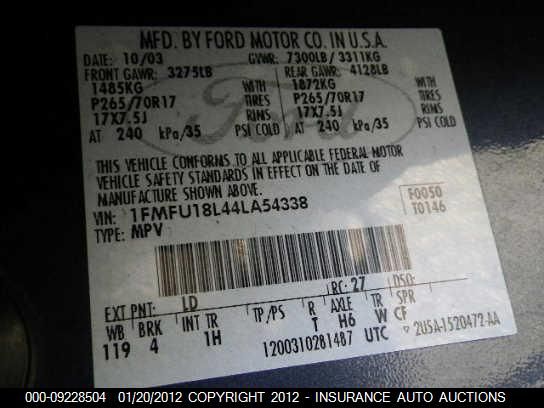 MFD. BY FORD MOTOR CO. IN U.S.A.
DATE: 10/03 GVWR: 7300LB/ 3311KG
FRONT GAWR: 3275LB REAR GAWR: 4128LB
1485KG WITH 1872KG WITH
P265/70R17 TIRES P265/70R17 TIRES
17X7.5J RIMS 17X7.5J RIMS
AT 240 kPa/35 PSI COLD AT 240 kPa/35 PSI COLD
Ford
THIS VEHICLE CONFORMS TO ALL APPLICABLE FEDERAL MOTOR
VEHICLE SAFETY STANDARDS IN EFFECT ON THE DATE OF
MANUFACTURE SHOWN ABOVE.
VIN: 1FMFU18L44LA54338 F0050
TYPE: MPV T0146
EXT PNT: LD RC: 27 DSO:
WB BRK INT TR TP/PS R AXLE TR SPR
119 4 1H T H6 W CF
1200310281487 UTC 2U5A-1520472-AA
000-09228504 01/20/2012 COPYRIGHT 2012 - INSURANCE AUTO AUCTIONS